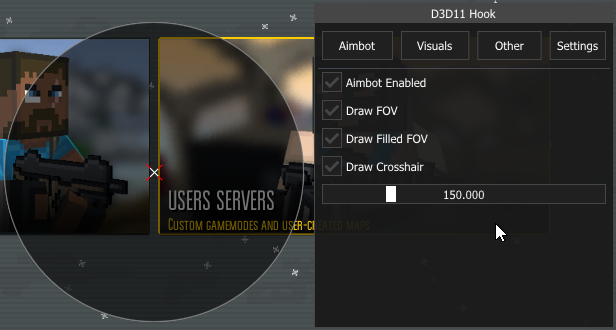 D3D11 Hook
Aimbot Visuals Other Settings
Aimbot Enabled
Draw FOV
Draw Filled FOV
Draw Crosshair
150.000
USERS SERVERS
CUSTOM GAMEMODES AND USER-CREATED MAPS